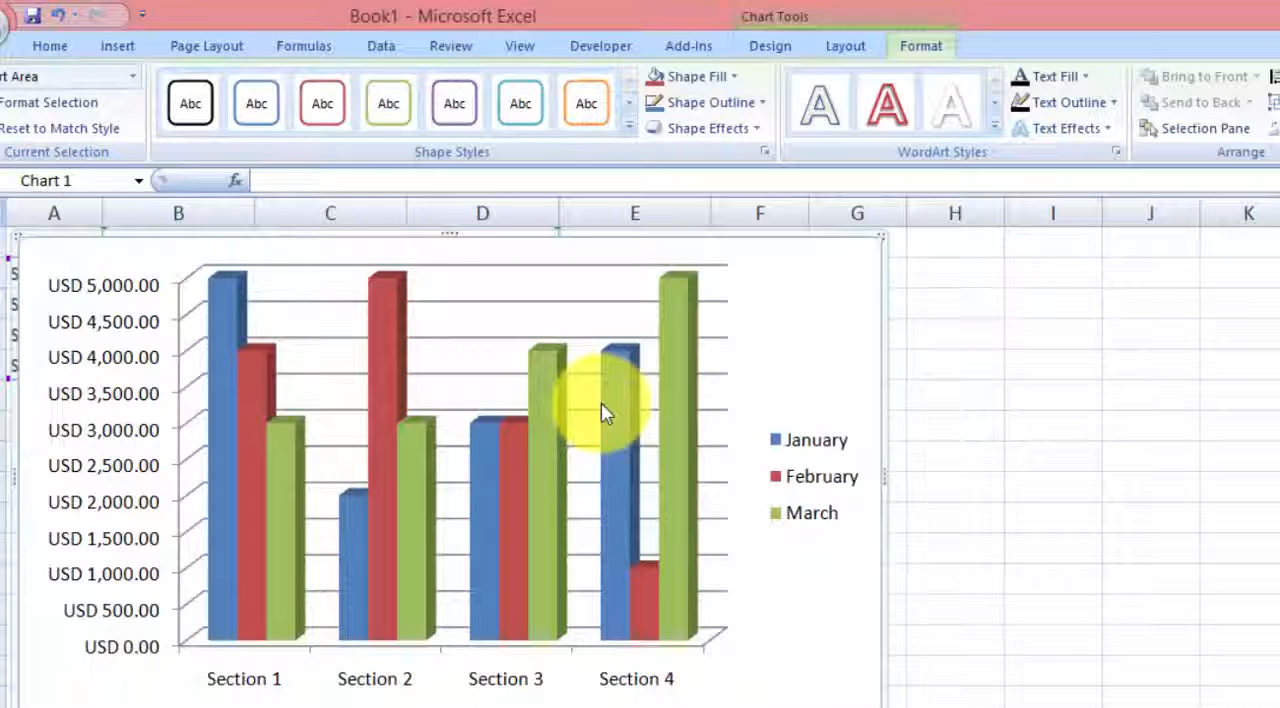 Book1 - Microsoft Excel
Chart Tools
Home Insert Page Layout Formulas Data Review View Developer Add-Ins Design Layout Format
rt Area
Format Selection
Reset to Match Style
Current Selection
Abc Abc Abc Abc Abc Abc Abc
Shape Styles
Shape Fill
Shape Outline
Shape Effects
A A A
WordArt Styles
Text Fill
Text Outline
Text Effects
Bring to Front
Send to Back
Selection Pane
Arrange
Chart 1
fx
A B C D E F G H I J K
S
S
S
S
USD 5,000.00
USD 4,500.00
USD 4,000.00
USD 3,500.00
USD 3,000.00
USD 2,500.00
USD 2,000.00
USD 1,500.00
USD 1,000.00
USD 500.00
USD 0.00
Section 1 Section 2 Section 3 Section 4
January
February
March